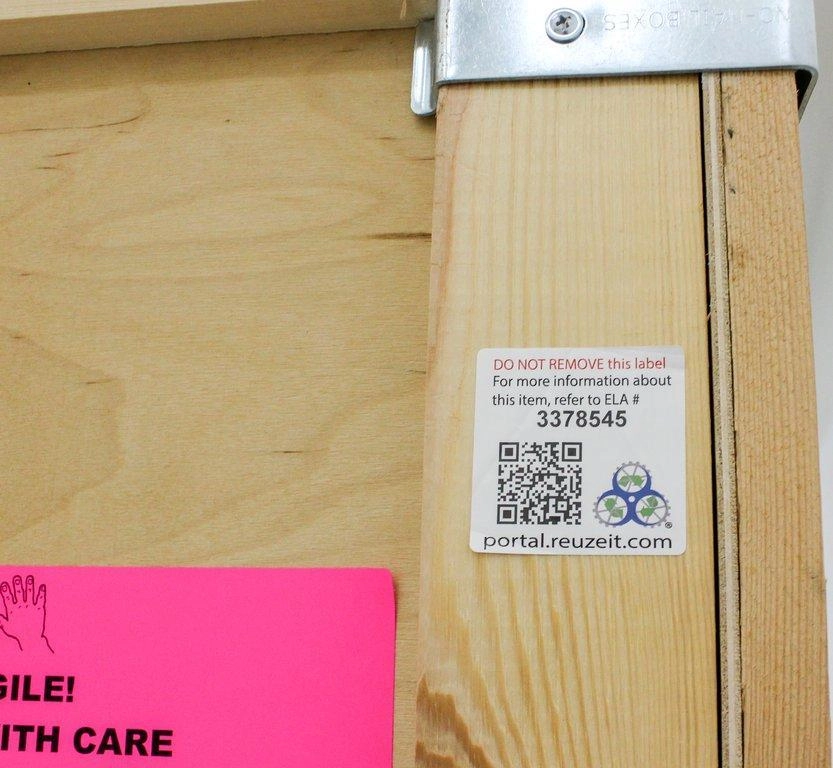 DO NOT REMOVE this label
For more information about
this item, refer to ELA #
3378545
®
portal.reuzeit.com
GILE!
ITH CARE